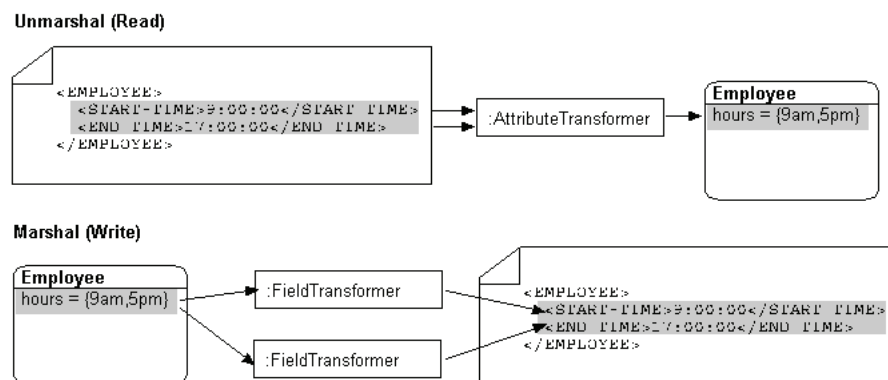 Unmarshal (Read)
<EMPLOYEE>
<START-TIME>9:00:00</START TIME>
<END TIME>17:00:00</END TIME>
</EMPLOYEE>
:AttributeTransformer
Employee
hours = {9am,5pm}
Marshal (Write)
Employee
hours = {9am,5pm}
:FieldTransformer
:FieldTransformer
<EMPLOYEE>
<START-TIME>9:00:00</START TIME>
<END TIME>17:00:00</END TIME>
</EMPLOYEE>